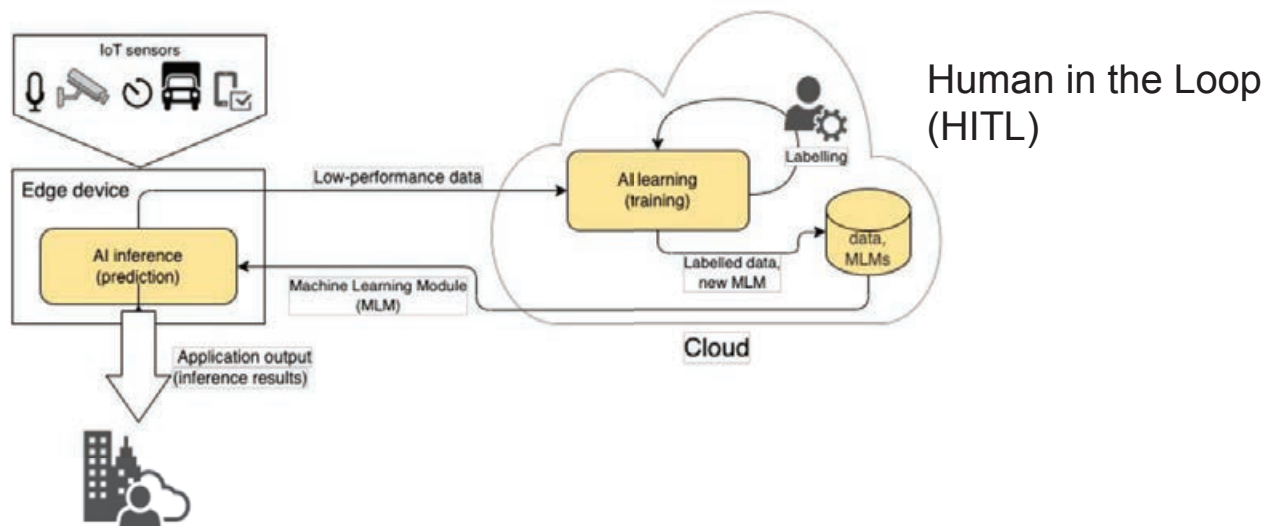 IoT sensors
Human in the Loop
(HITL)
Labelling
Edge device
Low-performance data
AI learning
(training)
AI inference
(prediction)
data,
MLMs
Labelled data,
new MLM
Machine Learning Module
(MLM)
Cloud
Application output
(inference results)